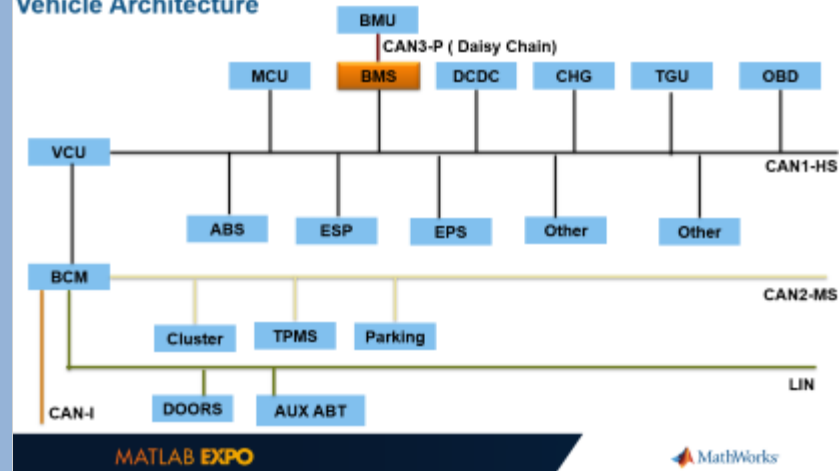 Vehicle Architecture
BMU
CAN3-P ( Daisy Chain)
MCU
BMS
DCDC
CHG
TGU
OBD
VCU
CAN1-HS
ABS
ESP
EPS
Other
Other
BCM
CAN2-MS
Cluster
TPMS
Parking
LIN
CAN-I
DOORS
AUX ABT
MATLAB EXPO
MathWorks